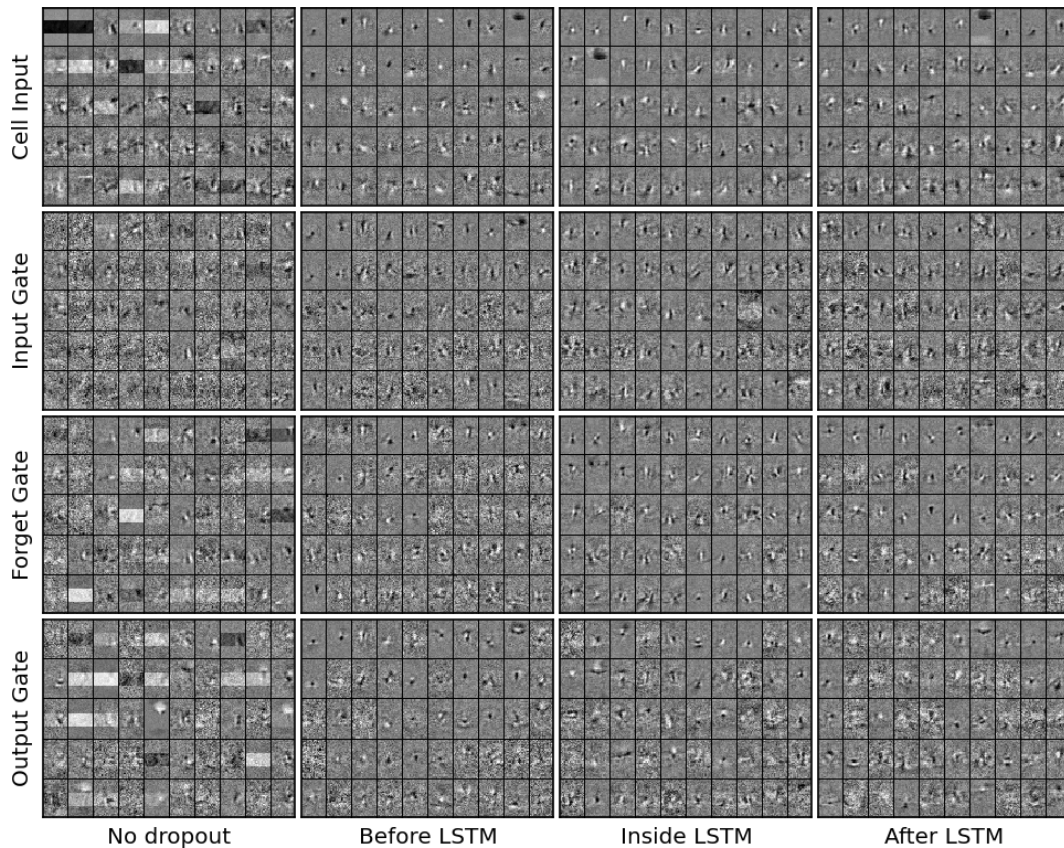 Cell Input
Input Gate
Forget Gate
Output Gate
No dropout
Before LSTM
Inside LSTM
After LSTM